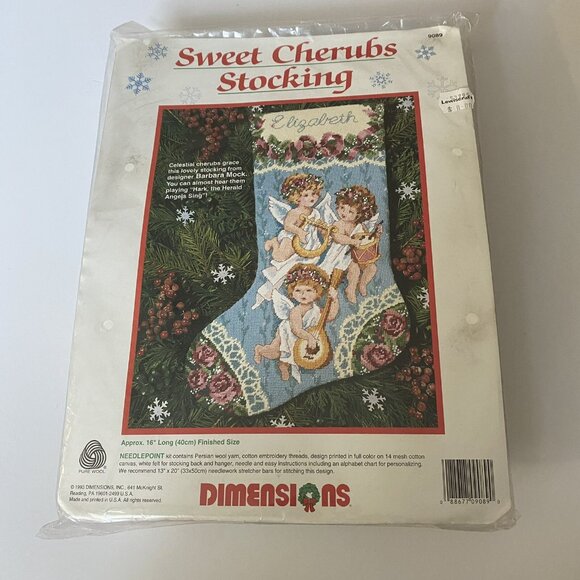 9089
Sweet Cherubs
Stocking
Elizabeth
Celestial cherubs grace
this lovely stocking from
designer Barbara Mock.
You can almost hear them
playing "Hark, the Herald
Angels Sing"!
Approx. 16" Long (40cm) Finished Size
NEEDLEPOINT kit contains Persian wool yarn, cotton embroidery threads, design printed in full color on 14 mesh cotton
canvas, white felt for stocking back and hanger, needle and easy instructions including an alphabet chart for personalizing.
We recommend 13" x 20" (33x50cm) needlework stretcher bars for this design.
PURE WOOL
© 1995 DIMENSIONS, INC. 641 McKnight St.
Reading, PA 19601-2499 U.S.A.
Made and printed in U.S.A. All rights reserved.
DIMENSIONS
0 88677 09089 0